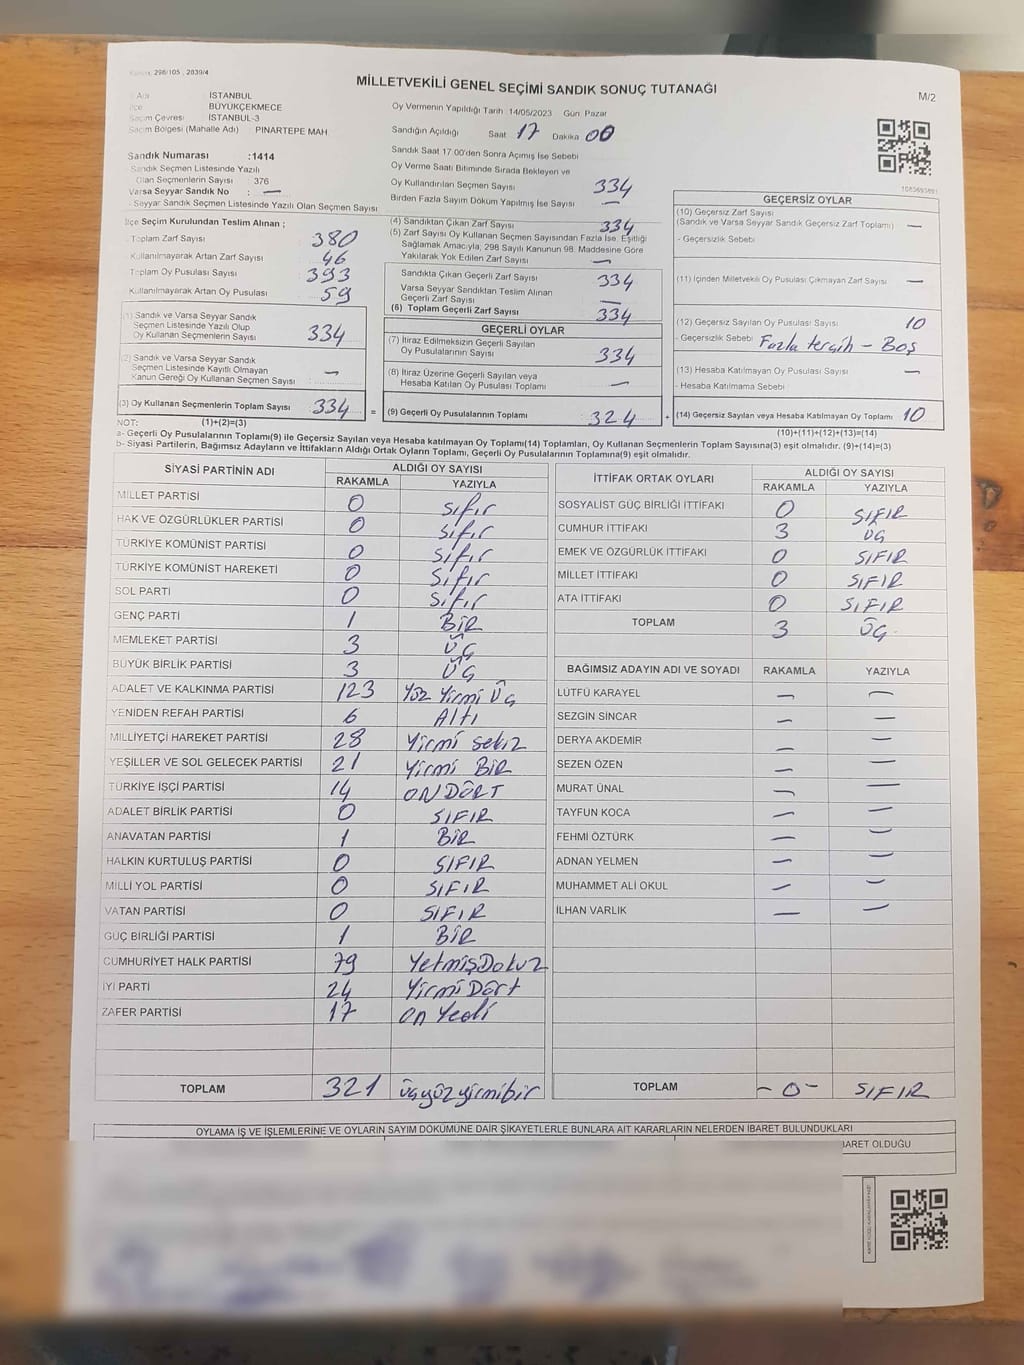 298/105 , 2039/4
MİLLETVEKİLİ GENEL SEÇİMİ SANDIK SONUÇ TUTANAĞI
M/2
Adı İSTANBUL
İlçe BÜYÜKÇEKMECE
Seçim Çevresi İSTANBUL-3
Seçim Bölgesi (Mahalle Adı) PINARTEPE MAH
Sandık Numarası :1414
Sandık Seçmen Listesinde Yazılı
Olan Seçmenlerin Sayısı : 376
Varsa Seyyar Sandık No : —
- Seyyar Sandık Seçmen Listesinde Yazılı Olan Seçmen Sayısı
Oy Vermenin Yapıldığı Tarih 14/05/2023 Gün Pazar
Sandığın Açıldığı Saat 17 Dakika 00
Sandık Saat 17:00'den Sonra Açımış İse Sebebi
Oy Verme Saati Bitiminde Sırada Bekleyen ve
Oy Kullandırılan Seçmen Sayısı 334
Birden Fazla Sayım Döküm Yapılmış İse Sayısı —
İlçe Seçim Kurulundan Teslim Alınan ;
- Toplam Zarf Sayısı 380
- Kullanılmayarak Artan Zarf Sayısı 46
Toplam Oy Pusulası Sayısı 393
Kullanılmayarak Artan Oy Pusulası 59
(1) Sandık ve Varsa Seyyar Sandık
Seçmen Listesinde Yazılı Olup
Oy Kullanan Seçmenlerin Sayısı 334
(2) Sandık ve Varsa Seyyar Sandık
Seçmen Listesinde Kayıtlı Olmayan
Kanun Gereği Oy Kullanan Seçmen Sayısı —
(3) Oy Kullanan Seçmenlerin Toplam Sayısı 334 =
(4) Sandıktan Çıkan Zarf Sayısı 334
(5) Zarf Sayısı Oy Kullanan Seçmen Sayısından Fazla İse, Eşitliği
Sağlamak Amacıyla, 298 Sayılı Kanunun 98. Maddesine Göre
Yakılarak Yok Edilen Zarf Sayısı —
Sandıkta Çıkan Geçerli Zarf Sayısı 334
Varsa Seyyar Sandıktan Teslim Alınan
Geçerli Zarf Sayısı —
(6) Toplam Geçerli Zarf Sayısı 334
GEÇERLİ OYLAR
(7) İtiraz Edilmeksizin Geçerli Sayılan
Oy Pusulalarının Sayısı 334
(8) İtiraz Üzerine Geçerli Sayılan veya
Hesaba Katılan Oy Pusulası Toplamı —
(9) Geçerli Oy Pusulalarının Toplamı 324 +
GEÇERSİZ OYLAR
(10) Geçersiz Zarf Sayısı
(Sandık ve Varsa Seyyar Sandık Geçersiz Zarf Toplamı) —
- Geçersizlik Sebebi
(11) İçinden Milletvekili Oy Pusulası Çıkmayan Zarf Sayısı —
(12) Geçersiz Sayılan Oy Pusulası Sayısı 10
- Geçersizlik Sebebi Fazla tercih - Boş
(13) Hesaba Katılmayan Oy Pusulası Sayısı —
- Hesaba Katılmama Sebebi
(14) Geçersiz Sayılan veya Hesaba Katılmayan Oy Toplamı 10
NOT: (1)+(2)=(3) (10)+(11)+(12)+(13)=(14)
a- Geçerli Oy Pusulalarının Toplamı(9) ile Geçersiz Sayılan veya Hesaba katılmayan Oy Toplamı(14) Toplamları, Oy Kullanan Seçmenlerin Toplam Sayısına(3) eşit olmalıdır. (9)+(14)=(3)
b- Siyasi Partilerin, Bağımsız Adayların ve İttifakların Aldığı Ortak Oyların Toplamı, Geçerli Oy Pusulalarının Toplamına(9) eşit olmalıdır.
SİYASİ PARTİNİN ADI ALDIĞI OY SAYISI
RAKAMLA YAZIYLA
MİLLET PARTİSİ 0 sıfır
HAK VE ÖZGÜRLÜKLER PARTİSİ 0 sıfır
TÜRKİYE KOMÜNİST PARTİSİ 0 sıfır
TÜRKİYE KOMÜNİST HAREKETİ 0 sıfır
SOL PARTİ 0 sıfır
GENÇ PARTİ 1 BİR
MEMLEKET PARTİSİ 3 ÜÇ
BÜYÜK BİRLİK PARTİSİ 3 ÜÇ
ADALET VE KALKINMA PARTİSİ 123 Yüz Yirmi Üç
YENİDEN REFAH PARTİSİ 6 Altı
MİLLİYETÇİ HAREKET PARTİSİ 28 Yirmi sekiz
YEŞİLLER VE SOL GELECEK PARTİSİ 21 Yirmi BİR
TÜRKİYE İŞÇİ PARTİSİ 14 ON DÖRT
ADALET BİRLİK PARTİSİ 0 SIFIR
ANAVATAN PARTİSİ 1 BİR
HALKIN KURTULUŞ PARTİSİ 0 SIFIR
MİLLİ YOL PARTİSİ 0 SIFIR
VATAN PARTİSİ 0 SIFIR
GÜÇ BİRLİĞİ PARTİSİ 1 BİR
CUMHURİYET HALK PARTİSİ 79 YetmişDokuz
İYİ PARTİ 24 YirmiDört
ZAFER PARTİSİ 17 on Yedi
TOPLAM 321 üçyüzyirmibir
İTTİFAK ORTAK OYLARI ALDIĞI OY SAYISI
RAKAMLA YAZIYLA
SOSYALİST GÜÇ BİRLİĞİ İTTİFAKI 0 SIFIR
CUMHUR İTTİFAKI 3 ÜÇ
EMEK VE ÖZGÜRLÜK İTTİFAKI 0 SIFIR
MİLLET İTTİFAKI 0 SIFIR
ATA İTTİFAKI 0 SIFIR
TOPLAM 3 ÜÇ
BAĞIMSIZ ADAYIN ADI VE SOYADI RAKAMLA YAZIYLA
LÜTFÜ KARAYEL — —
SEZGİN SİNCAR — —
DERYA AKDEMİR — —
SEZEN ÖZEN — —
MURAT ÜNAL — —
TAYFUN KOCA — —
FEHMİ ÖZTÜRK — —
ADNAN YELMEN — —
MUHAMMET ALİ OKUL — —
İLHAN VARLIK — —
TOPLAM -0- SIFIR
OYLAMA İŞ VE İŞLEMLERİNE VE OYLARIN SAYIM DÖKÜMÜNE DAİR ŞİKAYETLERLE BUNLARA AİT KARARLARIN NELERDEN İBARET BULUNDUKLARI
BARET OLDUĞU